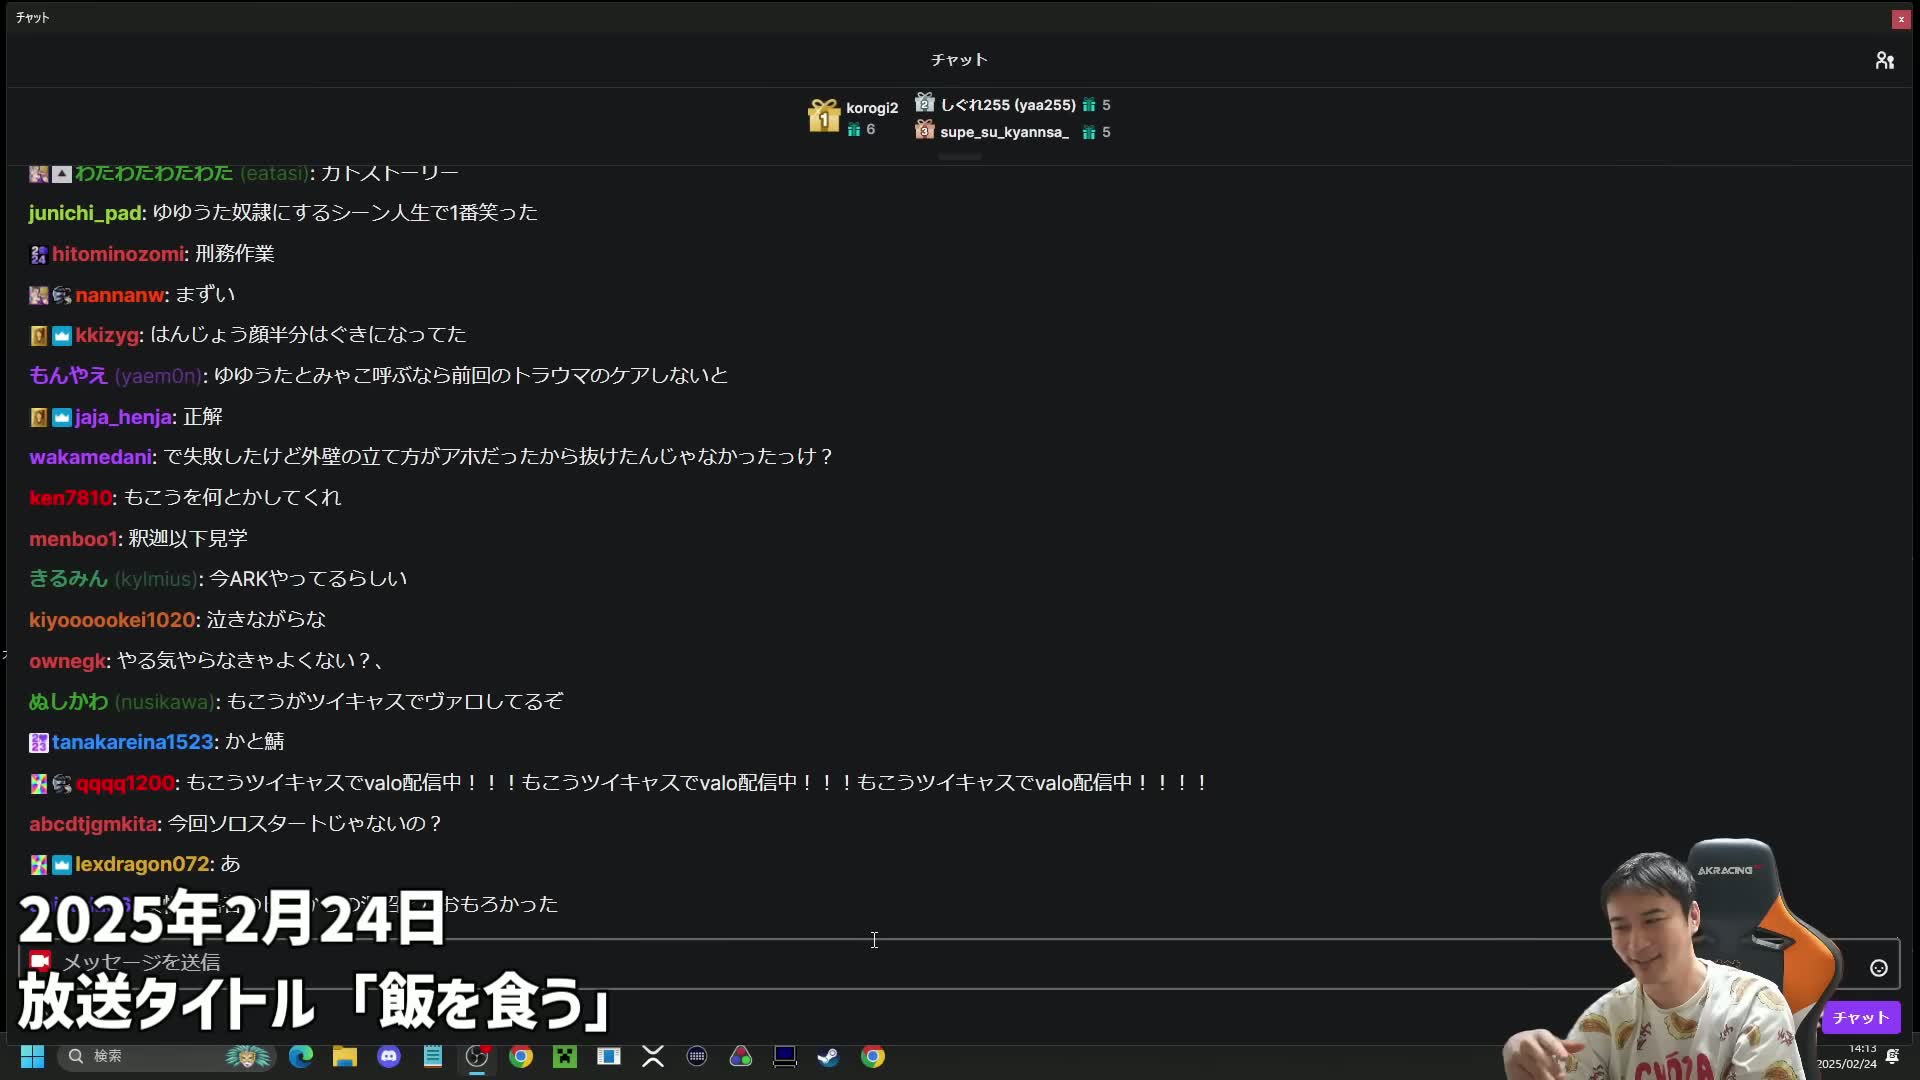 チャット
チャット
korogi2
6
しぐれ255 (yaa255) 5
supe_su_kyannsa_ 5
わたわたわたわた (eatasi): カトストーリー
junichi_pad: ゆゆうた奴隷にするシーン人生で1番笑った
hitominozomi: 刑務作業
nannanw: まずい
kkizyg: はんじょう顔半分はぐきになってた
もんやえ (yaem0n): ゆゆうたとみゃこ呼ぶなら前回のトラウマのケアしないと
jaja_henja: 正解
wakamedani: で失敗したけど外壁の立て方がアホだったから抜けたんじゃなかったっけ？
ken7810: もこうを何とかしてくれ
menboo1: 釈迦以下見学
きるみん (kylmius): 今ARKやってるらしい
kiyoooookei1020: 泣きながらな
ownegk: やる気やらなきゃよくない？、
ぬしかわ (nusikawa): もこうがツイキャスでヴァロしてるぞ
tanakareina1523: かと鯖
qqqq1200: もこうツイキャスでvalo配信中！！！もこうツイキャスでvalo配信中！！！もこうツイキャスでvalo配信中！！！！
abcdtjgmkita: 今回ソロスタートじゃないの？
lexdragon072: あ
おもろかった
2025年2月24日
メッセージを送信
放送タイトル「飯を食う」
AKRACING
チャット
検索
14:13
2025/02/24